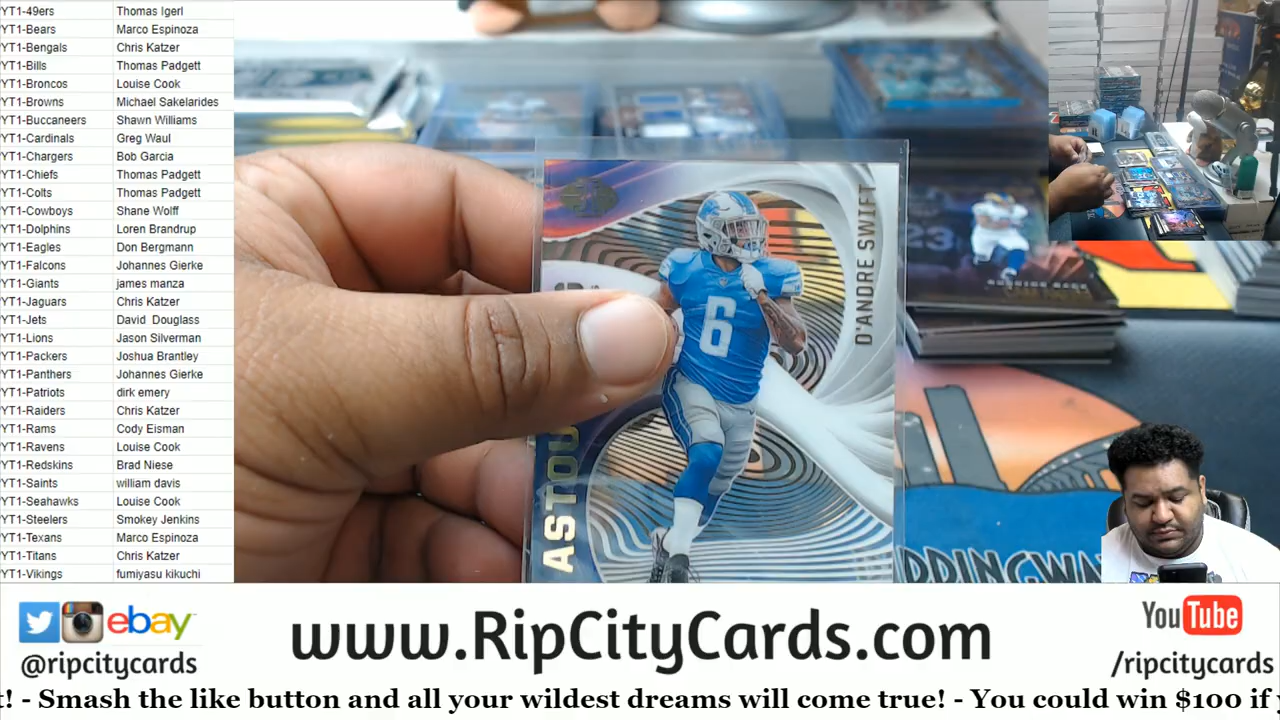 YT1-49ers Thomas Igerl
YT1-Bears Marco Espinoza
YT1-Bengals Chris Katzer
YT1-Bills Thomas Padgett
YT1-Broncos Louise Cook
YT1-Browns Michael Sakelarides
YT1-Buccaneers Shawn Williams
YT1-Cardinals Greg Waul
YT1-Chargers Bob Garcia
YT1-Chiefs Thomas Padgett
YT1-Colts Thomas Padgett
YT1-Cowboys Shane Wolff
YT1-Dolphins Loren Brandrup
YT1-Eagles Don Bergmann
YT1-Falcons Johannes Gierke
YT1-Giants james manza
YT1-Jaguars Chris Katzer
YT1-Jets David Douglass
YT1-Lions Jason Silverman
YT1-Packers Joshua Brantley
YT1-Panthers Johannes Gierke
YT1-Patriots dirk emery
YT1-Raiders Chris Katzer
YT1-Rams Cody Eisman
YT1-Ravens Louise Cook
YT1-Redskins Brad Niese
YT1-Saints william davis
YT1-Seahawks Louise Cook
YT1-Steelers Smokey Jenkins
YT1-Texans Marco Espinoza
YT1-Titans Chris Katzer
YT1-Vikings fumiyasu kikuchi
D'ANDRE SWIFT
6
ASTOU
23
DDINGWA
ebay
@ripcitycards
www.RipCityCards.com
YouTube
/ripcitycards
t! - Smash the like button and all your wildest dreams will come true! - You could win $100 if